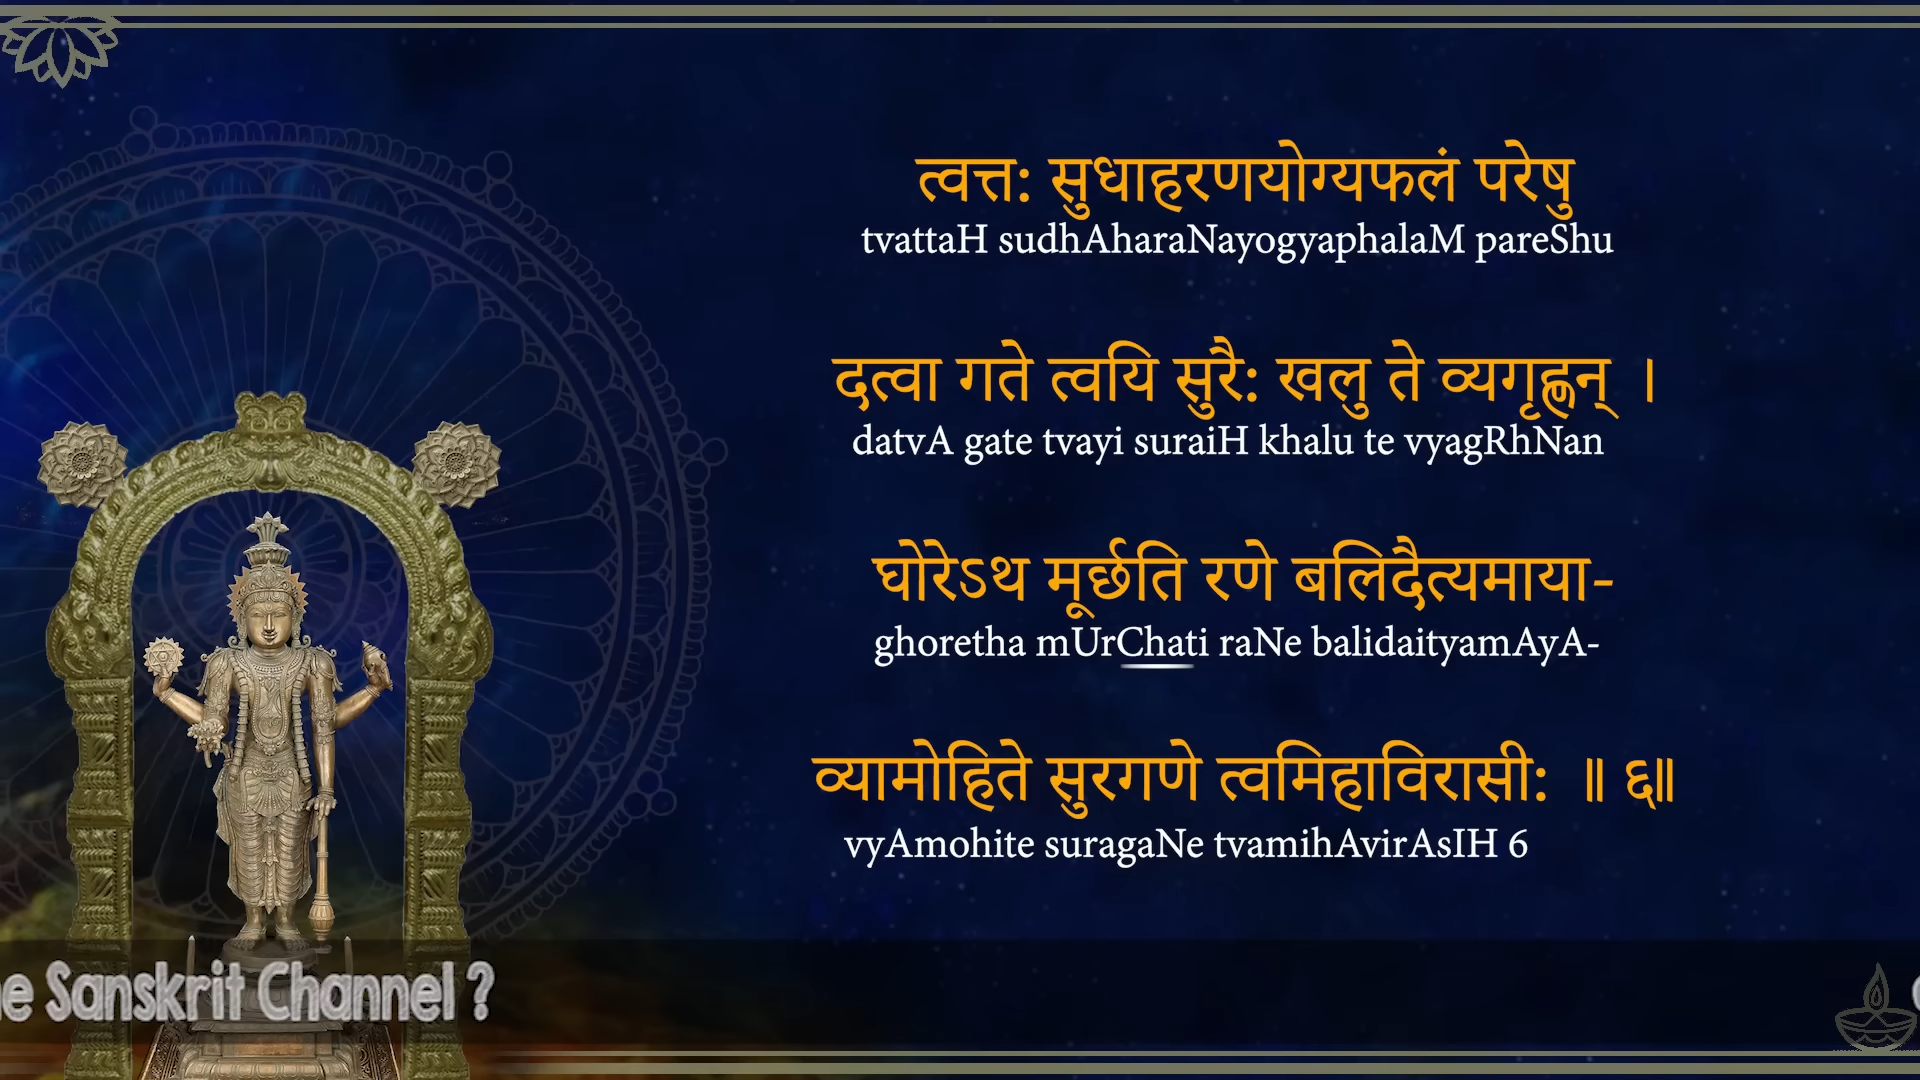 त्वत्तः सुधाहरणयोग्यफलं परेषु
tvattaH sudhAharaNayogyaphalaM pareShu
दत्वा गते त्वयि सुरैः खलु ते व्यगृह्णन् ।
datvA gate tvayi suraiH khalu te vyagRhNan
घोरेऽथ मूर्छति रणे बलिदैत्यमाया-
ghoretha mUrChati raNe balidaityamAyA-
व्यामोहिते सुरगणे त्वमिहाविरासीः ॥ ६॥
vyAmohite suragaNe tvamihAvirAsIH 6
e Sanskrit Channel ?